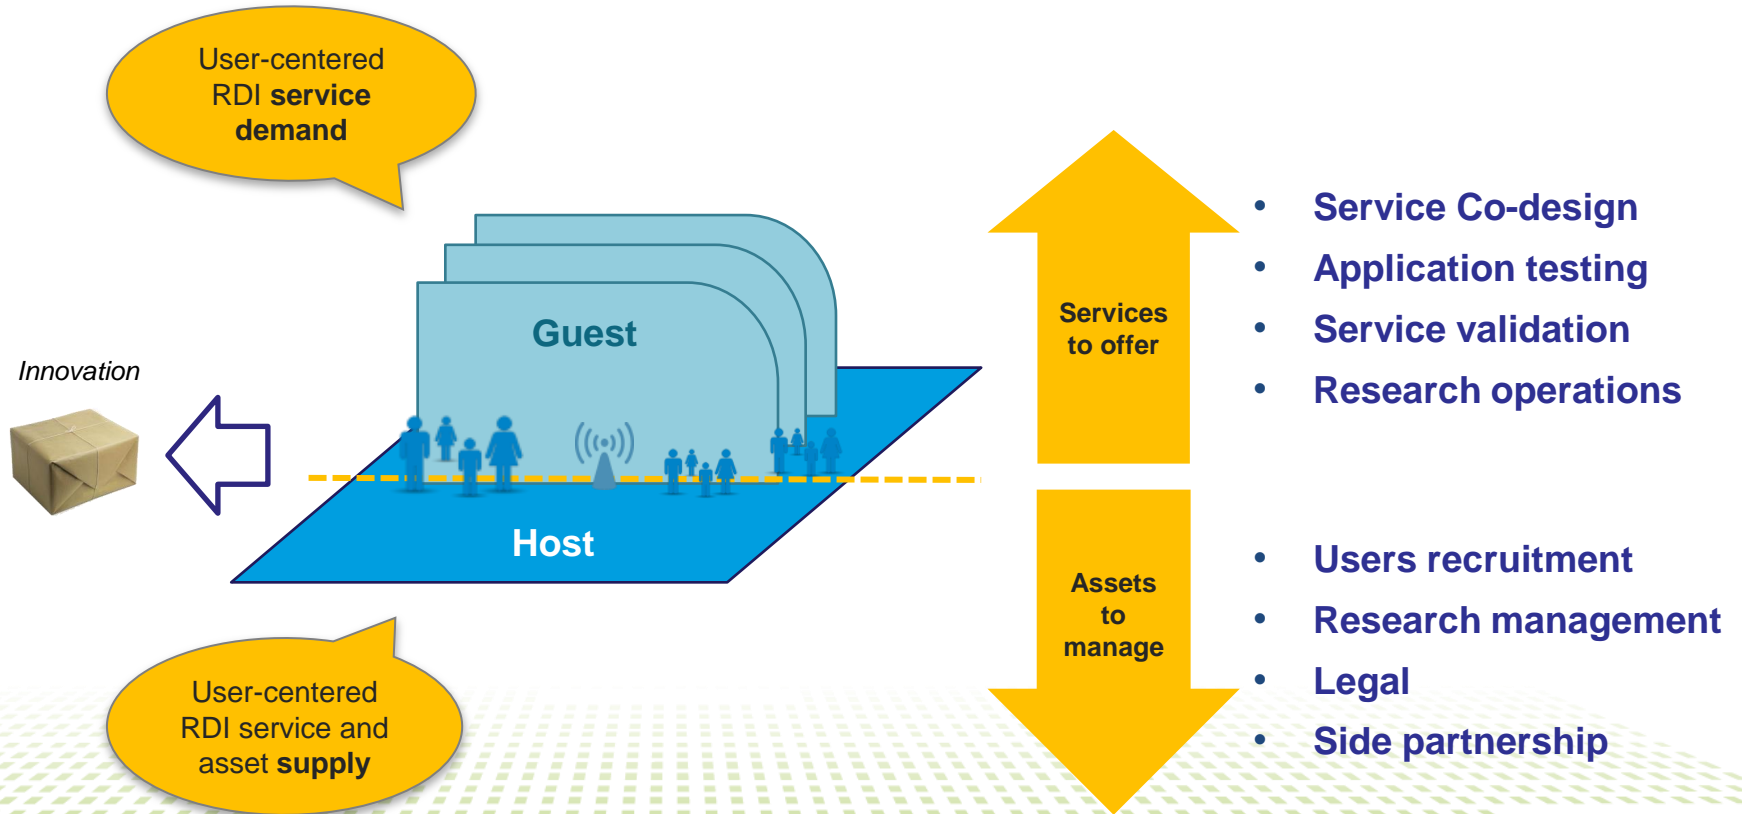 User-centered
RDI service
demand
Guest
Innovation
Host
User-centered
RDI service and
asset supply
Services
to offer
• Service Co-design
• Application testing
• Service validation
• Research operations
Assets
to
manage
• Users recruitment
• Research management
• Legal
• Side partnership